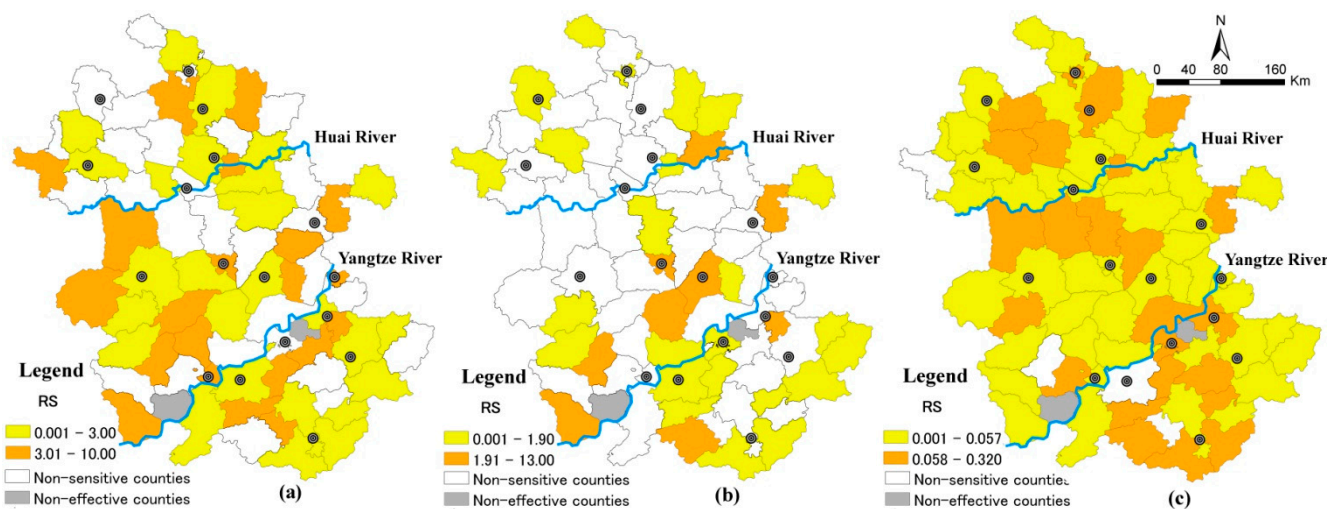 Huai River
Yangtze River
Legend
RS
0.001 - 3.00
3.01 - 10.00
Non-sensitive counties
Non-effective counties
(a)
Huai River
Yangtze River
Legend
RS
0.001 - 1.90
1.91 - 13.00
Non-sensitive counties
Non-effective counties
(b)
N
0 40 80 160
Km
Huai River
Yangtze River
Legend
RS
0.001 - 0.057
0.058 - 0.320
Non-sensitive counties
Non-effective counties
(c)